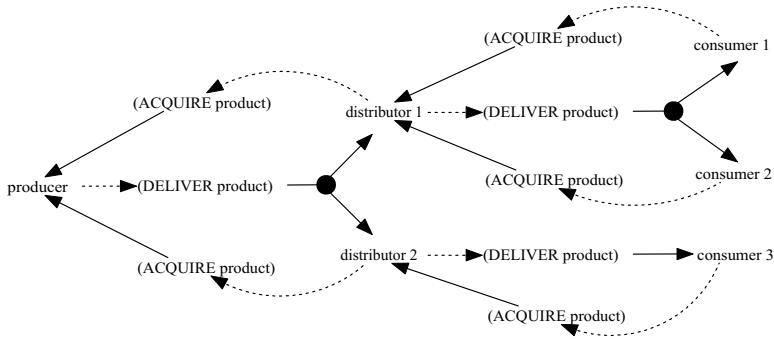 (ACQUIRE product)
consumer 1
(ACQUIRE product)
distributor 1
(DELIVER product)
(ACQUIRE product)
consumer 2
producer
(DELIVER product)
distributor 2
(DELIVER product)
consumer 3
(ACQUIRE product)
(ACQUIRE product)